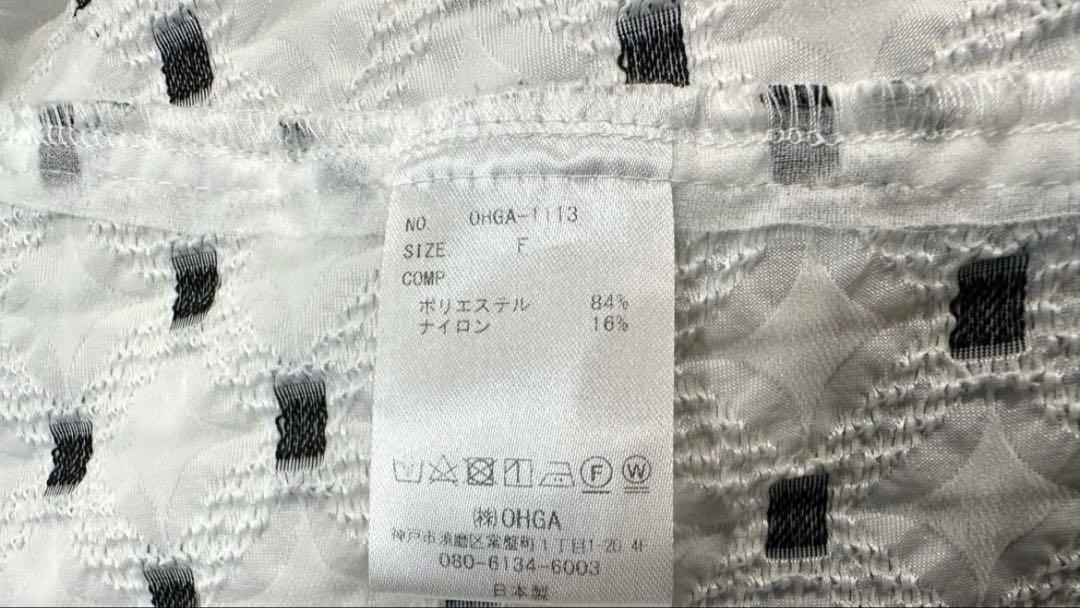 NO. OHGA-1113
SIZE. F
COMP
ポリエステル 84%
ナイロン 16%
F W
㈱OHGA
神戸市須磨区常盤町1丁目1-20 4F
080-6134-6003
日本製